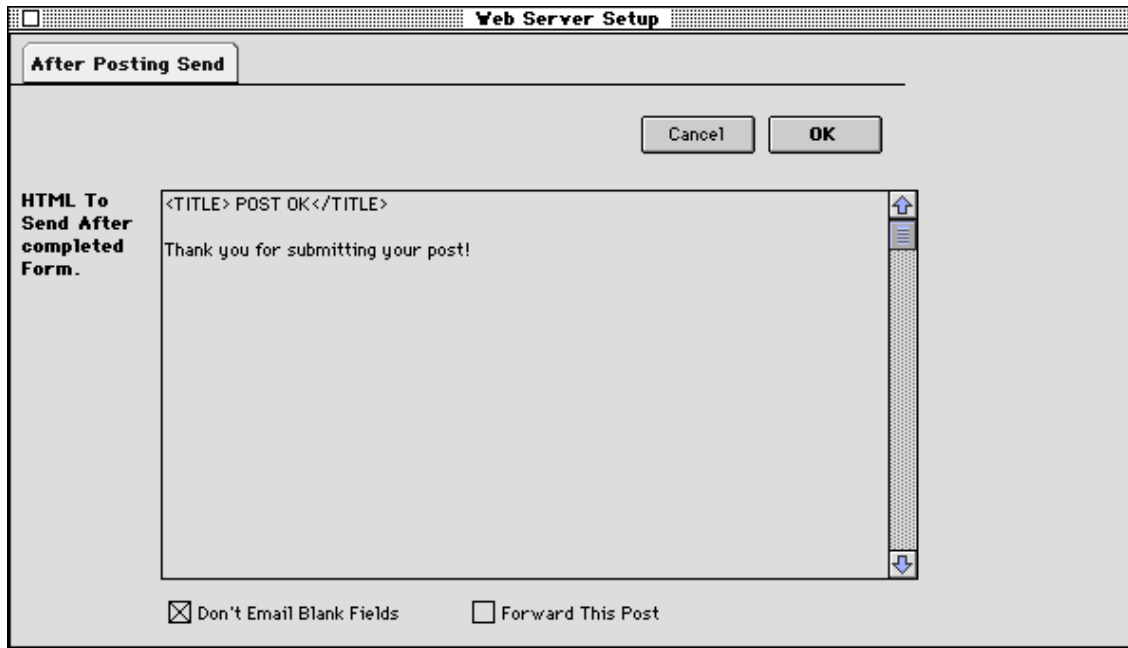 Web Server Setup
After Posting Send
Cancel
OK
HTML To
Send After
completed
Form.
<TITLE> POST OK</TITLE>
Thank you for submitting your post!
Don't Email Blank Fields
Forward This Post